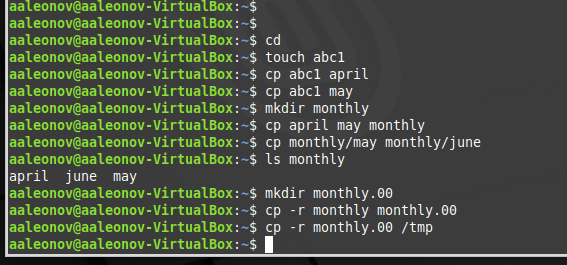 aaleonov@aaleonov-VirtualBox:~$
aaleonov@aaleonov-VirtualBox:~$
aaleonov@aaleonov-VirtualBox:~$ cd
aaleonov@aaleonov-VirtualBox:~$ touch abc1
aaleonov@aaleonov-VirtualBox:~$ cp abc1 april
aaleonov@aaleonov-VirtualBox:~$ cp abc1 may
aaleonov@aaleonov-VirtualBox:~$ mkdir monthly
aaleonov@aaleonov-VirtualBox:~$ cp april may monthly
aaleonov@aaleonov-VirtualBox:~$ cp monthly/may monthly/june
aaleonov@aaleonov-VirtualBox:~$ ls monthly
april  june  may
aaleonov@aaleonov-VirtualBox:~$ mkdir monthly.00
aaleonov@aaleonov-VirtualBox:~$ cp -r monthly monthly.00
aaleonov@aaleonov-VirtualBox:~$ cp -r monthly.00 /tmp
aaleonov@aaleonov-VirtualBox:~$